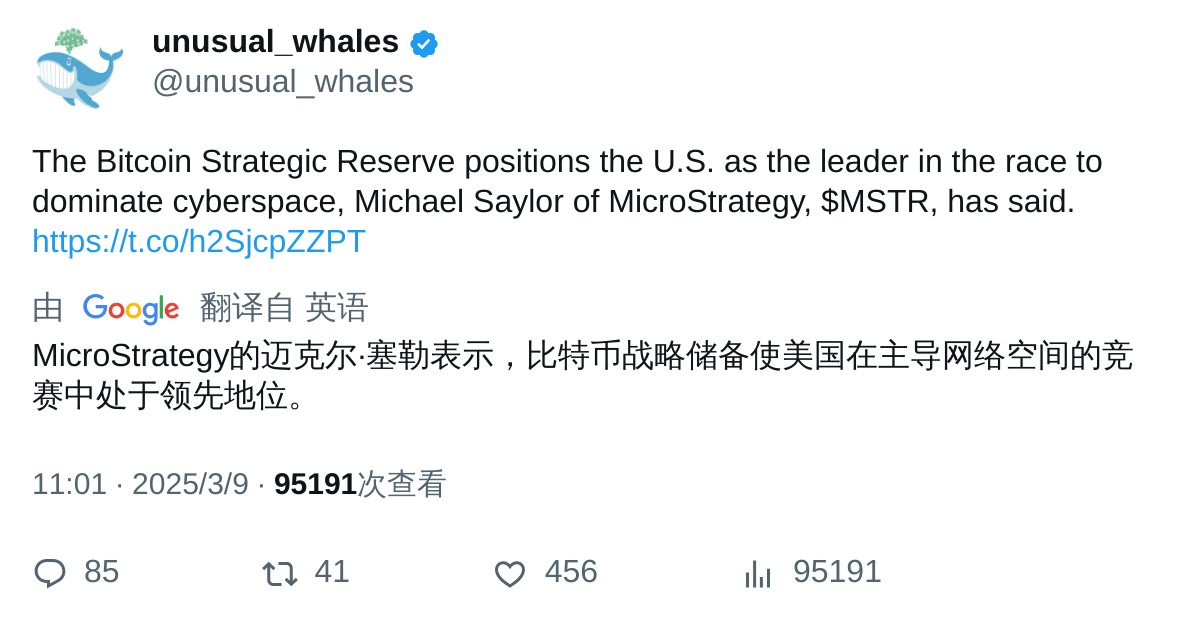 unusual_whales
@unusual_whales
The Bitcoin Strategic Reserve positions the U.S. as the leader in the race to
dominate cyberspace, Michael Saylor of MicroStrategy, $MSTR, has said.
https://t.co/h2SjcpZZPT
由 Google 翻译自 英语
MicroStrategy的迈克尔·塞勒表示，比特币战略储备使美国在主导网络空间的竞
赛中处于领先地位。
11:01 · 2025/3/9 · 95191次查看
85 41 456 95191